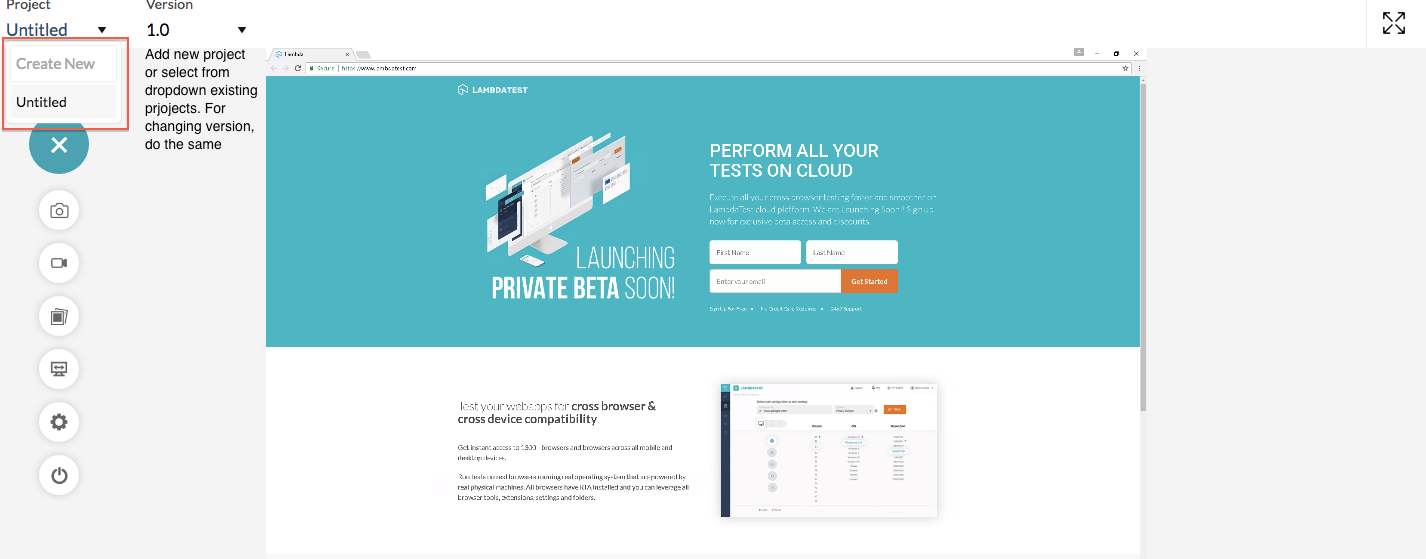 Project Version
Untitled 1.0
Create New
Untitled
Add new project
or select from
dropdown existing
prjojects. For
changing version,
do the same
Lambda
Secure https://www.lambdatest.com
LAMBDATEST
LAUNCHING
PRIVATE BETA SOON!
PERFORM ALL YOUR
TESTS ON CLOUD
Execute all your cross browser testing faster and smoother on
LambdaTest cloud platform. We are Launching Soon!! Sign up
now for exclusive beta access and discounts.
First Name Last Name
Enter your email Get Started
Sign Up For Free • No Credit Card Required • 24x7 Support
Test your webapps for cross browser &
cross device compatibility
Get instant access to 1300+ browsers and browsers across all mobile and
desktop devices.
Run tests on real browsers running real operating system that are powered by
real physical machines. All browsers have RIA installed and you can leverage all
browser tools, extensions, settings and folders.
LAMBDATEST